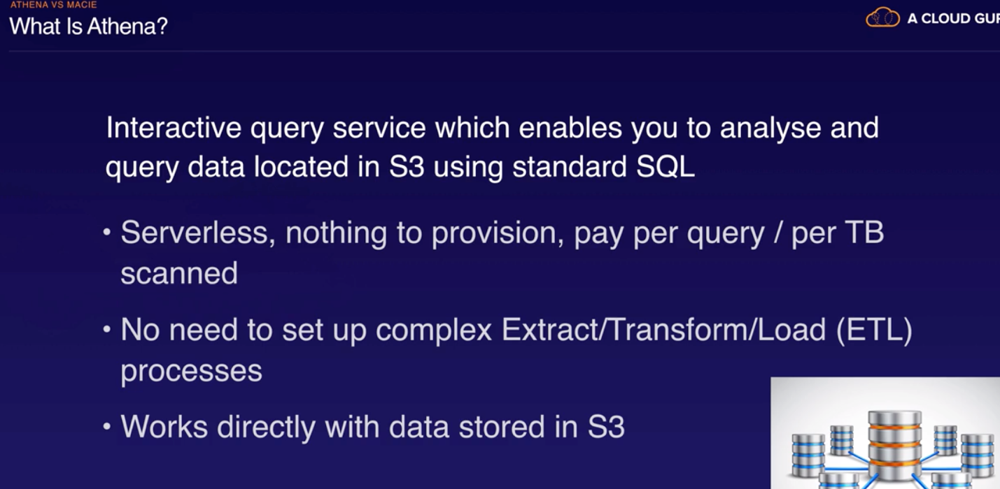 ATHENA VS MACIE
What Is Athena?
A CLOUD GUR
Interactive query service which enables you to analyse and
query data located in S3 using standard SQL
• Serverless, nothing to provision, pay per query / per TB
scanned
• No need to set up complex Extract/Transform/Load (ETL)
processes
• Works directly with data stored in S3